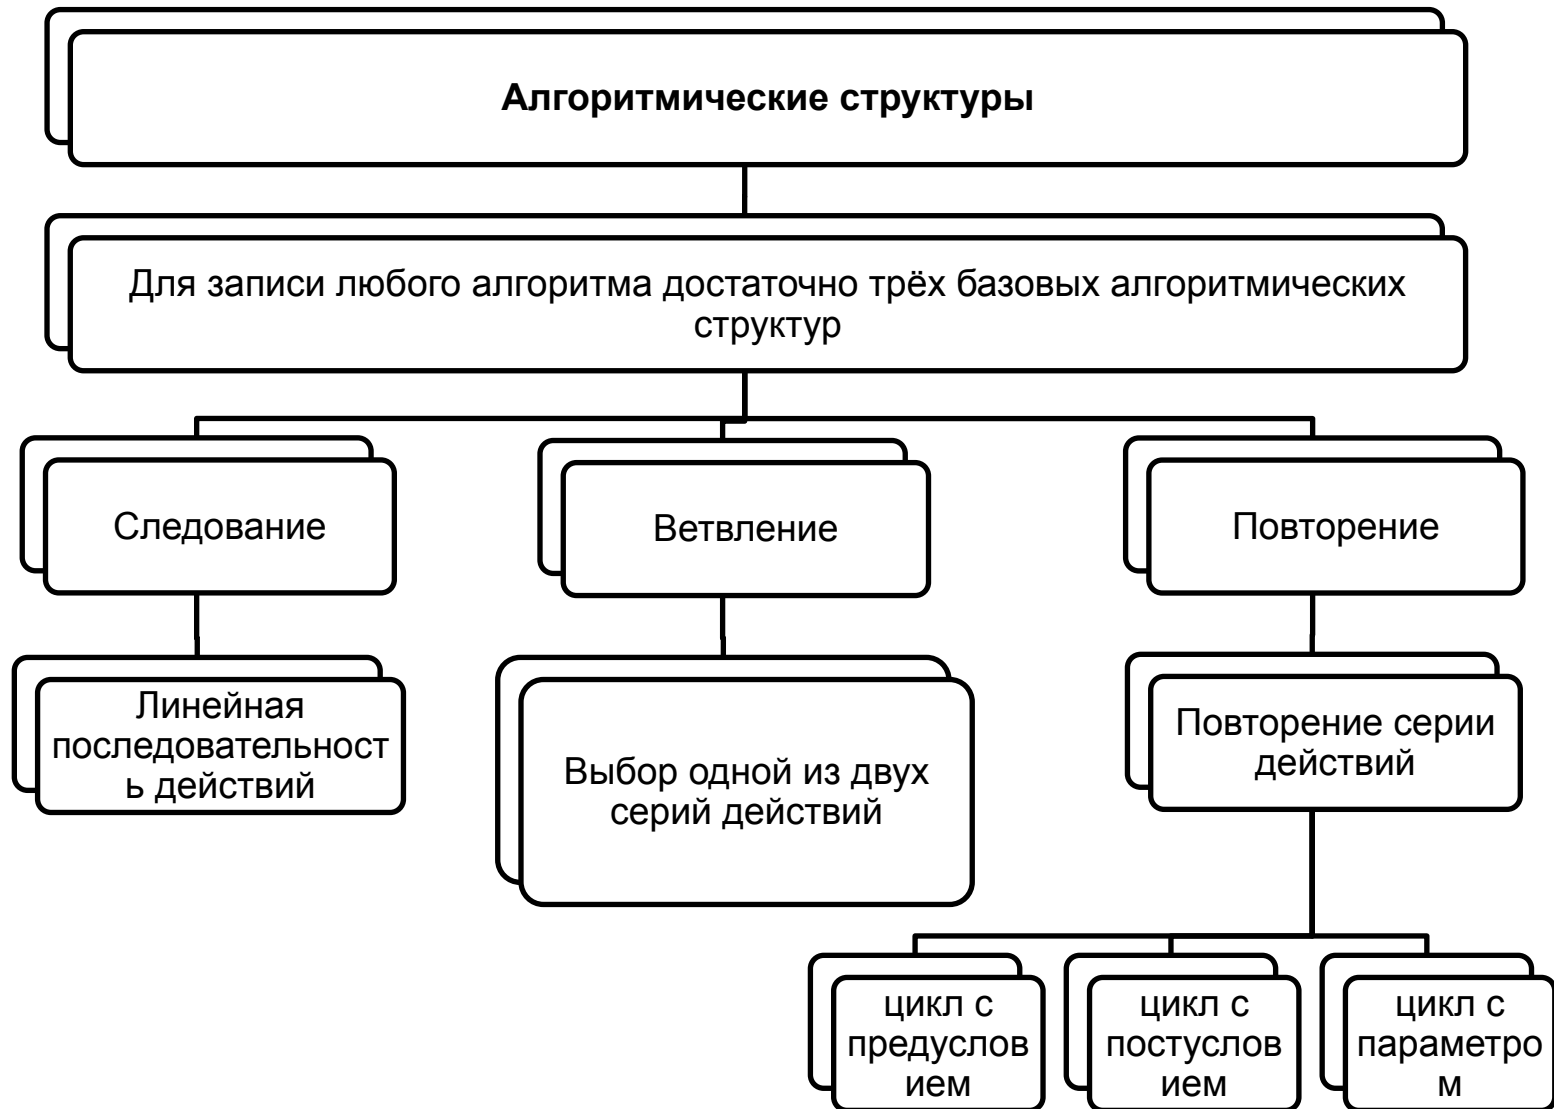 Алгоритмические структуры
Для записи любого алгоритма достаточно трёх базовых алгоритмических
структур
Следование
Ветвление
Повторение
Линейная
последовательност
ь действий
Выбор одной из двух
серий действий
Повторение серии
действий
цикл с
предуслов
ием
цикл с
постуслов
ием
цикл с
параметро
м